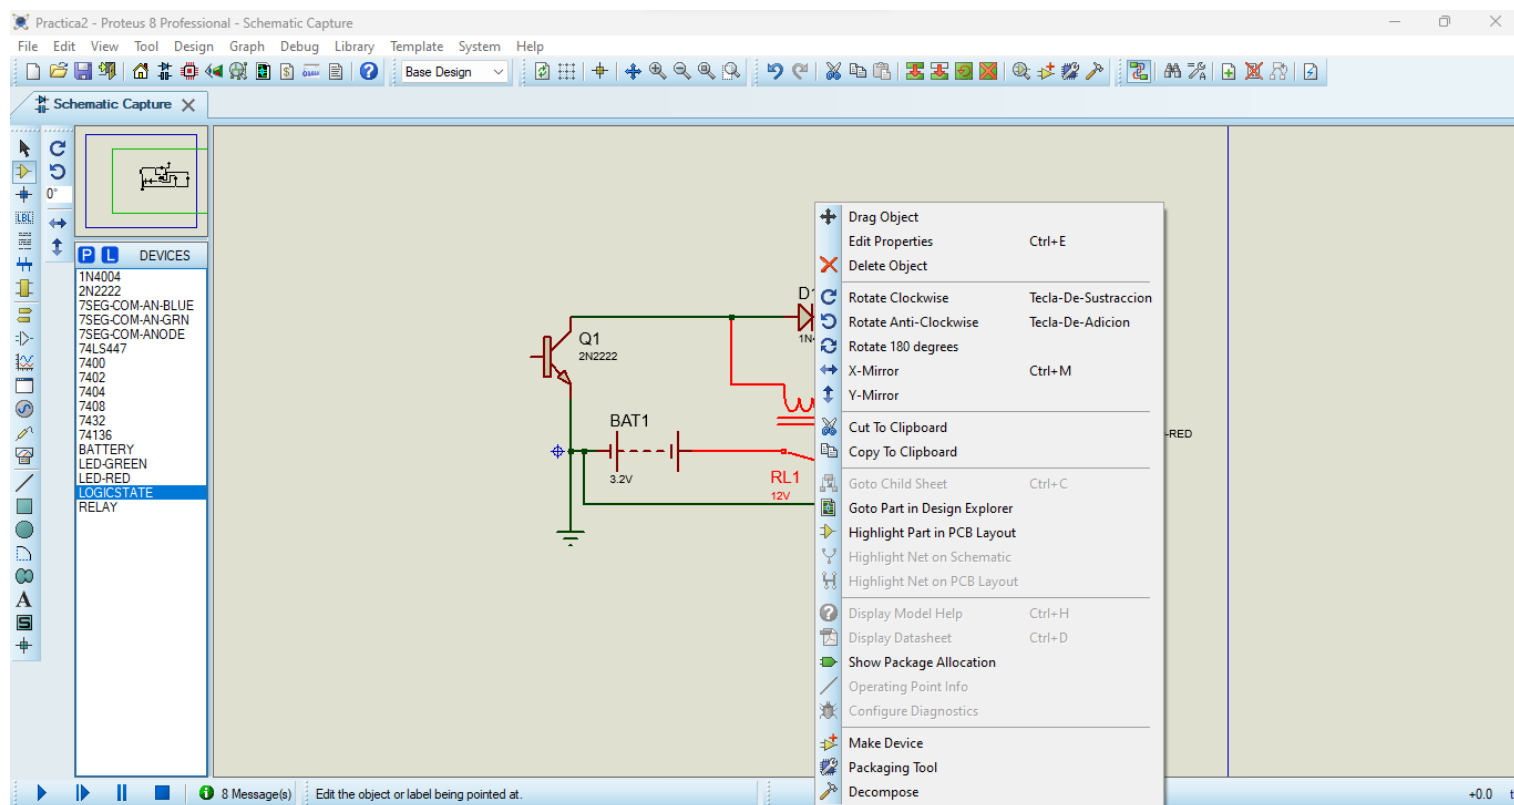 Practica2 - Proteus 8 Professional - Schematic Capture
File Edit View Tool Design Graph Debug Library Template System Help
Base Design
Schematic Capture
0°
LBL
P L DEVICES
1N4004
2N2222
7SEG-COM-AN-BLUE
7SEG-COM-AN-GRN
7SEG-COM-ANODE
74LS447
7400
7402
7404
7408
7432
74136
BATTERY
LED-GREEN
LED-RED
LOGICSTATE
RELAY
A
S
Q1
2N2222
BAT1
3.2V
RL1
12V
-RED
Drag Object
Edit Properties Ctrl+E
Delete Object
Rotate Clockwise Tecla-De-Sustraccion
Rotate Anti-Clockwise Tecla-De-Adicion
Rotate 180 degrees
X-Mirror Ctrl+M
Y-Mirror
Cut To Clipboard
Copy To Clipboard
Goto Child Sheet Ctrl+C
Goto Part in Design Explorer
Highlight Part in PCB Layout
Highlight Net on Schematic
Highlight Net on PCB Layout
Display Model Help Ctrl+H
Display Datasheet Ctrl+D
Show Package Allocation
Operating Point Info
Configure Diagnostics
Make Device
Packaging Tool
Decompose
8 Message(s) Edit the object or label being pointed at. +0.0